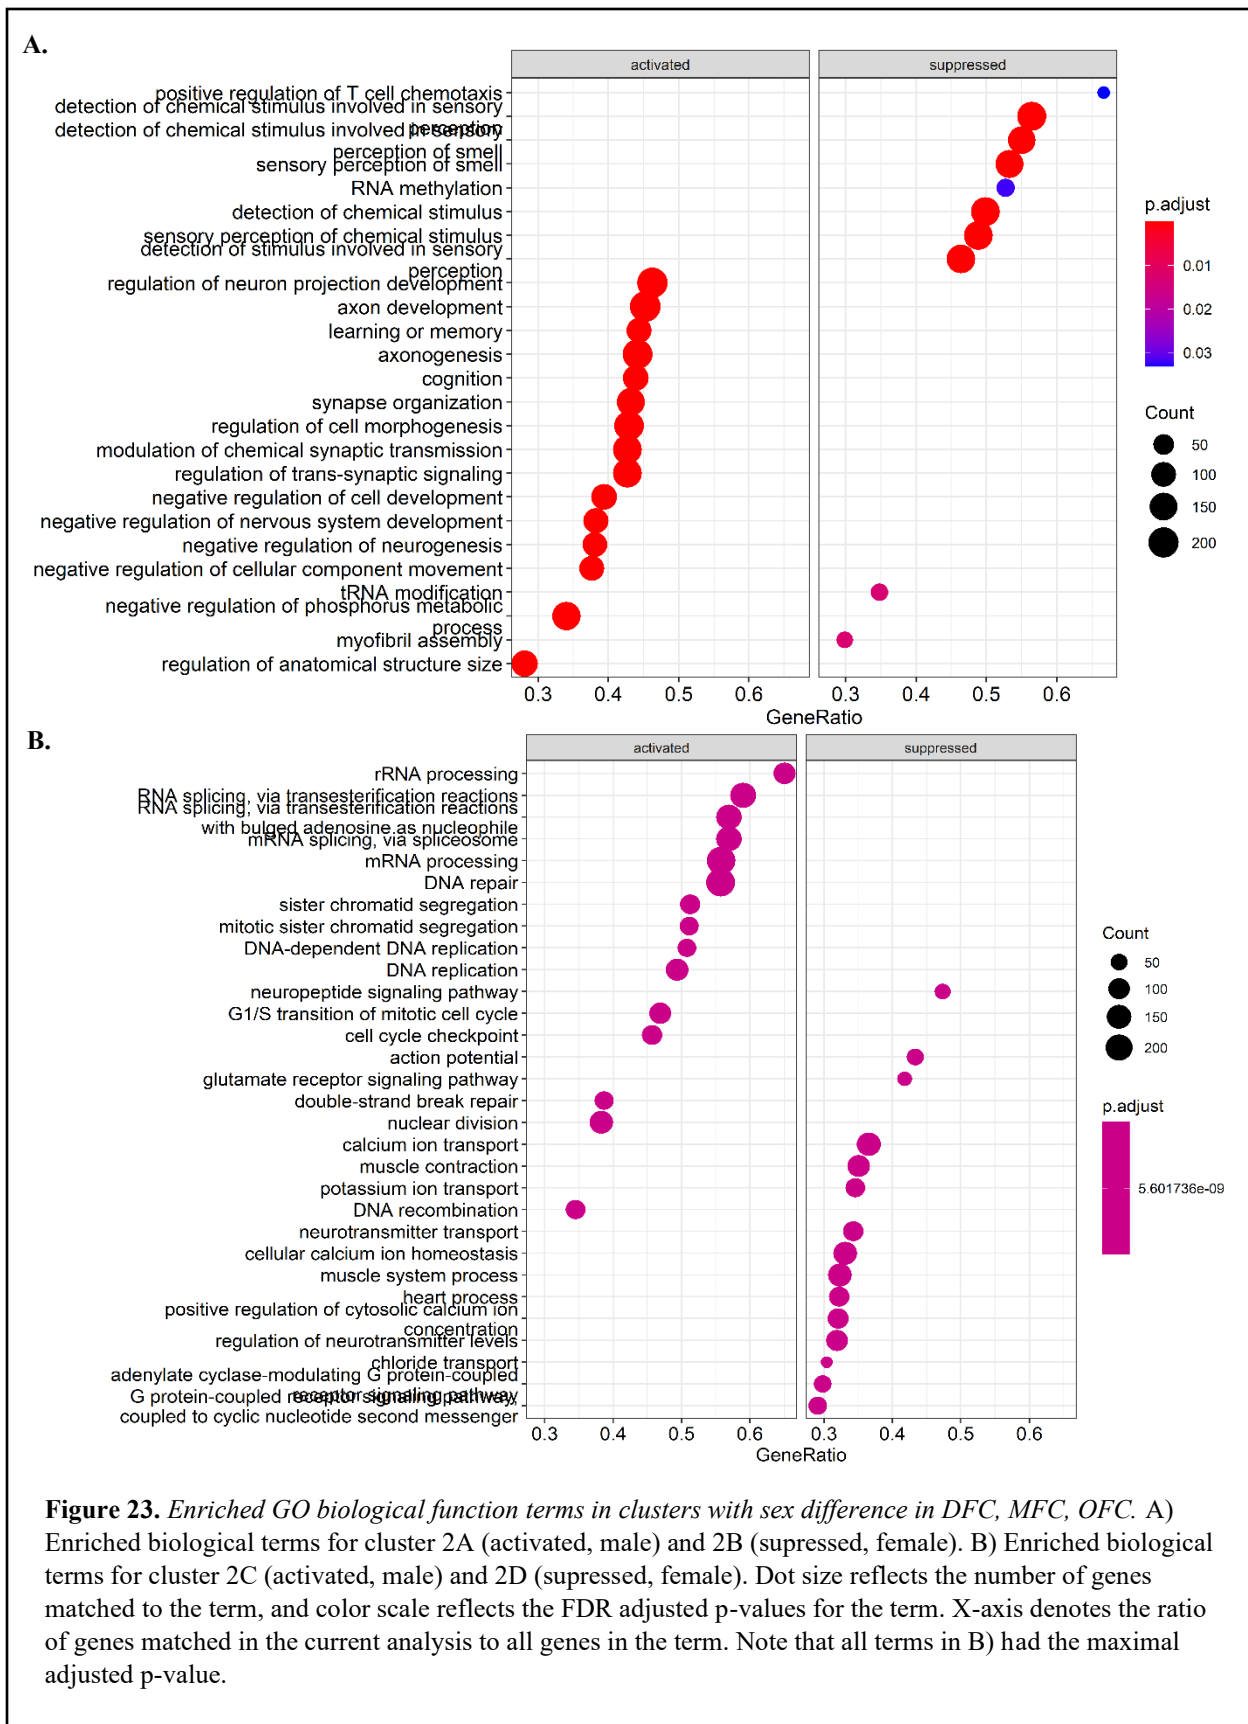 A.
activated
suppressed
positive regulation of T cell chemotaxis
detection of chemical stimulus involved in sensory
perception
detection of chemical stimulus involved in sensory
perception of smell
sensory perception of smell
RNA methylation
detection of chemical stimulus
sensory perception of chemical stimulus
detection of stimulus involved in sensory
perception
regulation of neuron projection development
axon development
learning or memory
axonogenesis
cognition
synapse organization
regulation of cell morphogenesis
modulation of chemical synaptic transmission
regulation of trans-synaptic signaling
negative regulation of cell development
negative regulation of nervous system development
negative regulation of neurogenesis
negative regulation of cellular component movement
tRNA modification
negative regulation of phosphorus metabolic
process
myofibril assembly
regulation of anatomical structure size
0.3 0.4 0.5 0.6
0.3 0.4 0.5 0.6
GeneRatio
p.adjust
0.01
0.02
0.03
Count
50
100
150
200
B.
activated
suppressed
rRNA processing
RNA splicing, via transesterification reactions
RNA splicing, via transesterification reactions
with bulged adenosine as nucleophile
mRNA splicing, via spliceosome
mRNA processing
DNA repair
sister chromatid segregation
mitotic sister chromatid segregation
DNA-dependent DNA replication
DNA replication
neuropeptide signaling pathway
G1/S transition of mitotic cell cycle
cell cycle checkpoint
action potential
glutamate receptor signaling pathway
double-strand break repair
nuclear division
calcium ion transport
muscle contraction
potassium ion transport
DNA recombination
neurotransmitter transport
cellular calcium ion homeostasis
muscle system process
heart process
positive regulation of cytosolic calcium ion
concentration
regulation of neurotransmitter levels
chloride transport
adenylate cyclase-modulating G protein-coupled
receptor signaling pathway
G protein-coupled receptor signaling pathway,
coupled to cyclic nucleotide second messenger
0.3 0.4 0.5 0.6
0.3 0.4 0.5 0.6
GeneRatio
Count
50
100
150
200
p.adjust
5.601736e-09
Figure 23. Enriched GO biological function terms in clusters with sex difference in DFC, MFC, OFC. A)
Enriched biological terms for cluster 2A (activated, male) and 2B (supressed, female). B) Enriched biological
terms for cluster 2C (activated, male) and 2D (supressed, female). Dot size reflects the number of genes
matched to the term, and color scale reflects the FDR adjusted p-values for the term. X-axis denotes the ratio
of genes matched in the current analysis to all genes in the term. Note that all terms in B) had the maximal
adjusted p-value.